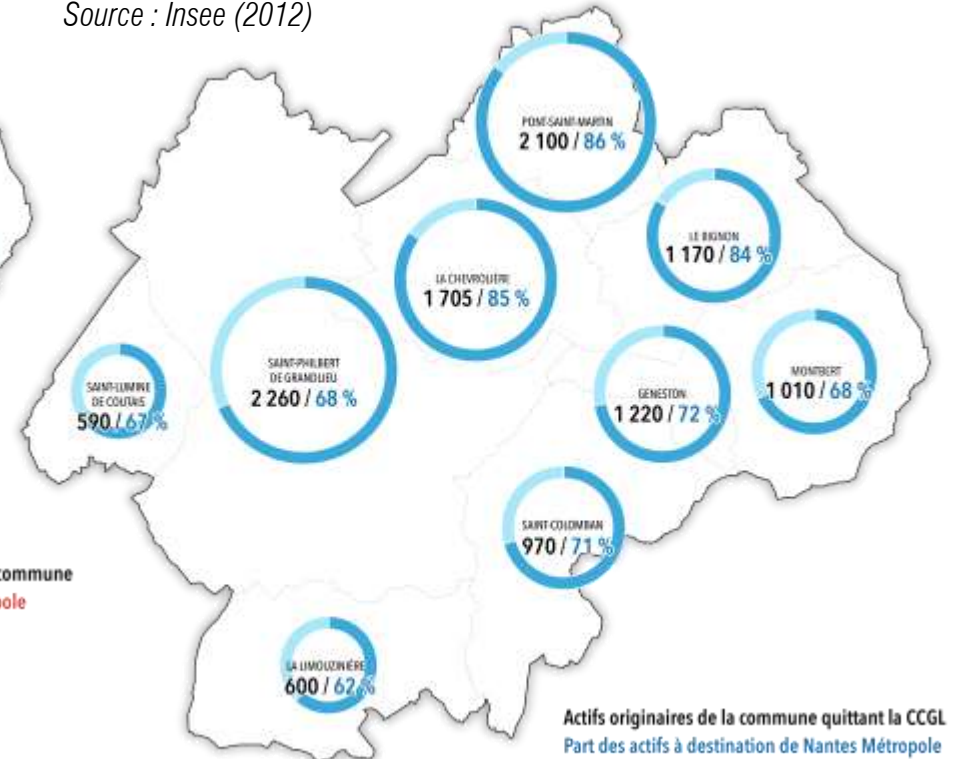 Source : Insee (2012)
PONT-SAINT-MARTIN
2 100 / 86 %
LE BIGNON
1 170 / 84 %
LA CHEVROLIÈRE
1 705 / 85 %
SAINT-PHILBERT
DE GRANDLIEU
2 260 / 68 %
SAINT-LUMINE
DE COUTAIS
590 / 67 %
GENESTON
1 220 / 72 %
MONTBERT
1 010 / 68 %
SAINT-COLOMBAN
970 / 71 %
commune
pole
LA LIMOUZINIÈRE
600 / 62 %
Actifs originaires de la commune quittant la CCGL
Part des actifs à destination de Nantes Métropole